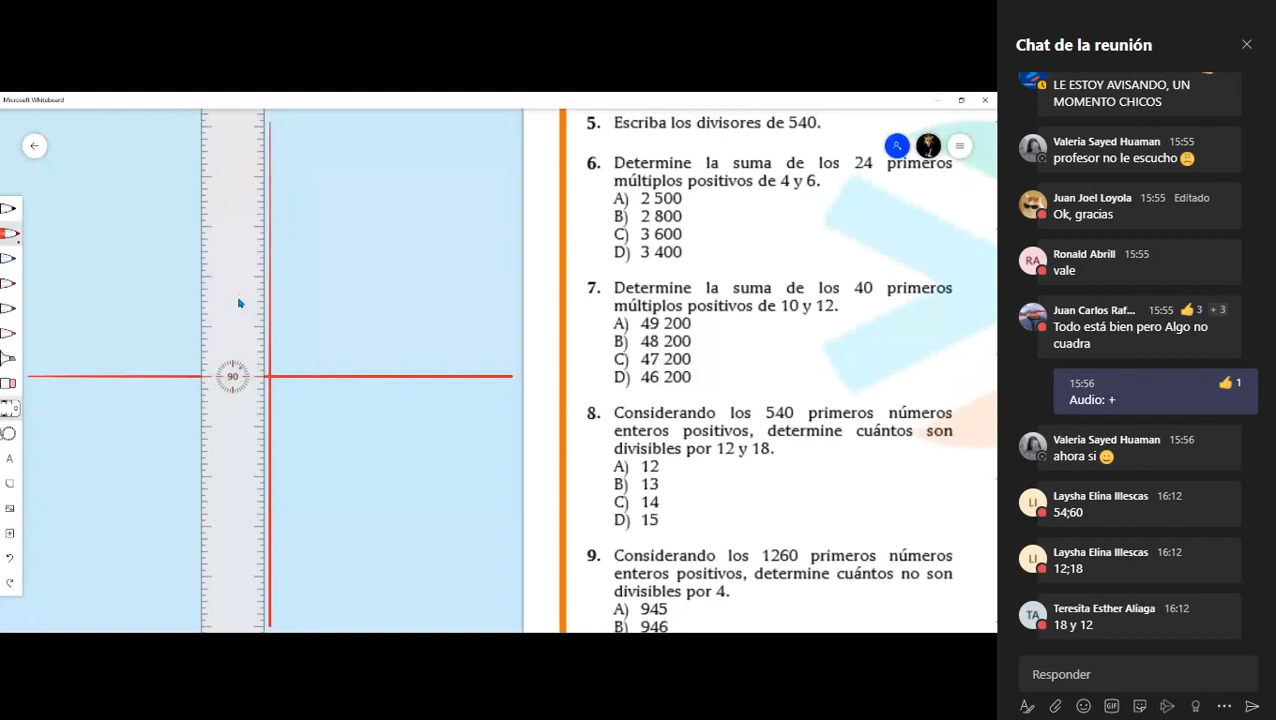 Microsoft Whiteboard
90
A
5. Escriba los divisores de 540.
6. Determine la suma de los 24 primeros
múltiplos positivos de 4 y 6.
A) 2 500
B) 2 800
C) 3 600
D) 3 400
7. Determine la suma de los 40 primeros
múltiplos positivos de 10 y 12.
A) 49 200
B) 48 200
C) 47 200
D) 46 200
8. Considerando los 540 primeros números
enteros positivos, determine cuántos son
divisibles por 12 y 18.
A) 12
B) 13
C) 14
D) 15
9. Considerando los 1260 primeros números
enteros positivos, determine cuántos no son
divisibles por 4.
A) 945
B) 946
Chat de la reunión
LE ESTOY AVISANDO, UN
MOMENTO CHICOS
Valeria Sayed Huaman 15:55
profesor no le escucho
Juan Joel Loyola 15:55 Editado
Ok, gracias
RA
Ronald Abrill 15:55
vale
Juan Carlos Raf... 15:55 3 + 3
Todo está bien pero Algo no
cuadra
15:56 1
Audio: +
Valeria Sayed Huaman 15:56
ahora si
LI
Laysha Elina Illescas 16:12
54;60
LI
Laysha Elina Illescas 16:12
12;18
TA
Teresita Esther Aliaga 16:12
18 y 12
Responder
GIF